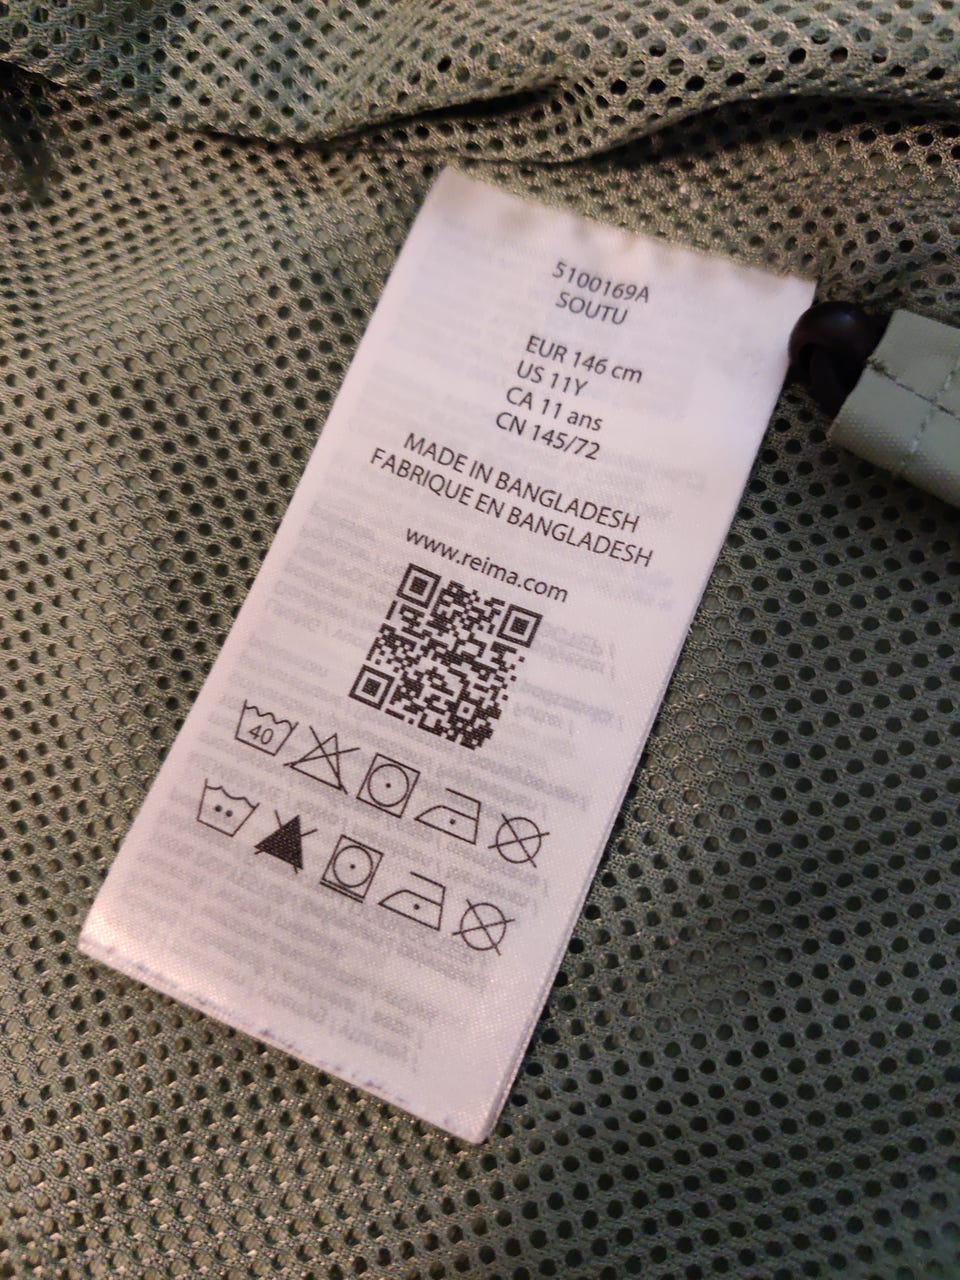 5100169A
SOUTU
EUR 146 cm
US 11Y
CA 11 ans
CN 145/72
MADE IN BANGLADESH
FABRIQUE EN BANGLADESH
www.reima.com
40